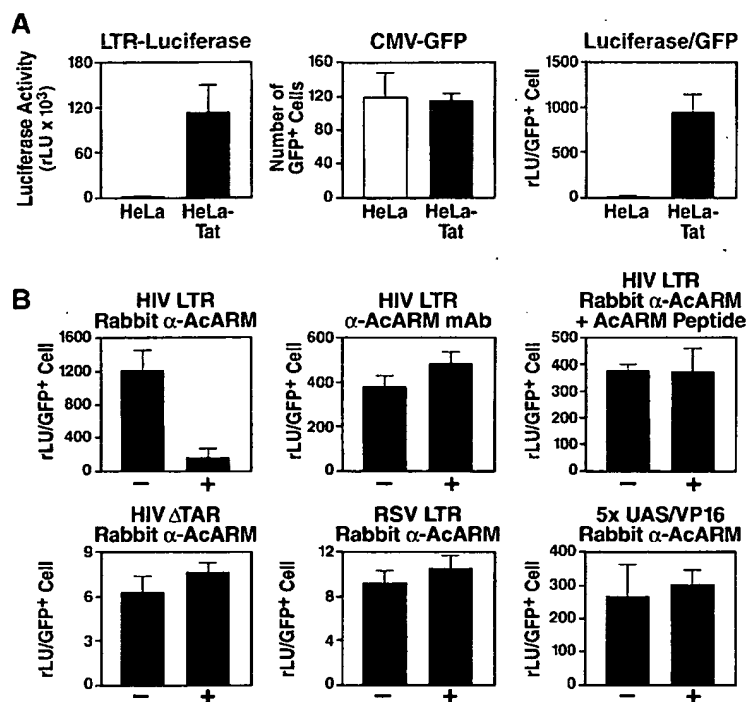 A
LTR-Luciferase
CMV-GFP
Luciferase/GFP
Luciferase Activity
(rLU x 10³)
180
120
60
0
HeLa
HeLa-
Tat
Number of
GFP+ Cells
160
120
80
40
0
HeLa
HeLa-
Tat
rLU/GFP+ Cell
1500
1000
500
0
HeLa
HeLa-
Tat
B
HIV LTR
Rabbit α-AcARM
rLU/GFP+ Cell
1600
1200
800
400
0
− +
HIV LTR
α-AcARM mAb
rLU/GFP+ Cell
600
400
200
0
− +
HIV LTR
Rabbit α-AcARM
+ AcARM Peptide
rLU/GFP+ Cell
500
400
300
200
100
0
− +
HIV ΔTAR
Rabbit α-AcARM
rLU/GFP+ Cell
9
6
3
0
− +
RSV LTR
Rabbit α-AcARM
rLU/GFP+ Cell
12
8
4
0
− +
5x UAS/VP16
Rabbit α-AcARM
rLU/GFP+ Cell
400
300
200
100
0
− +